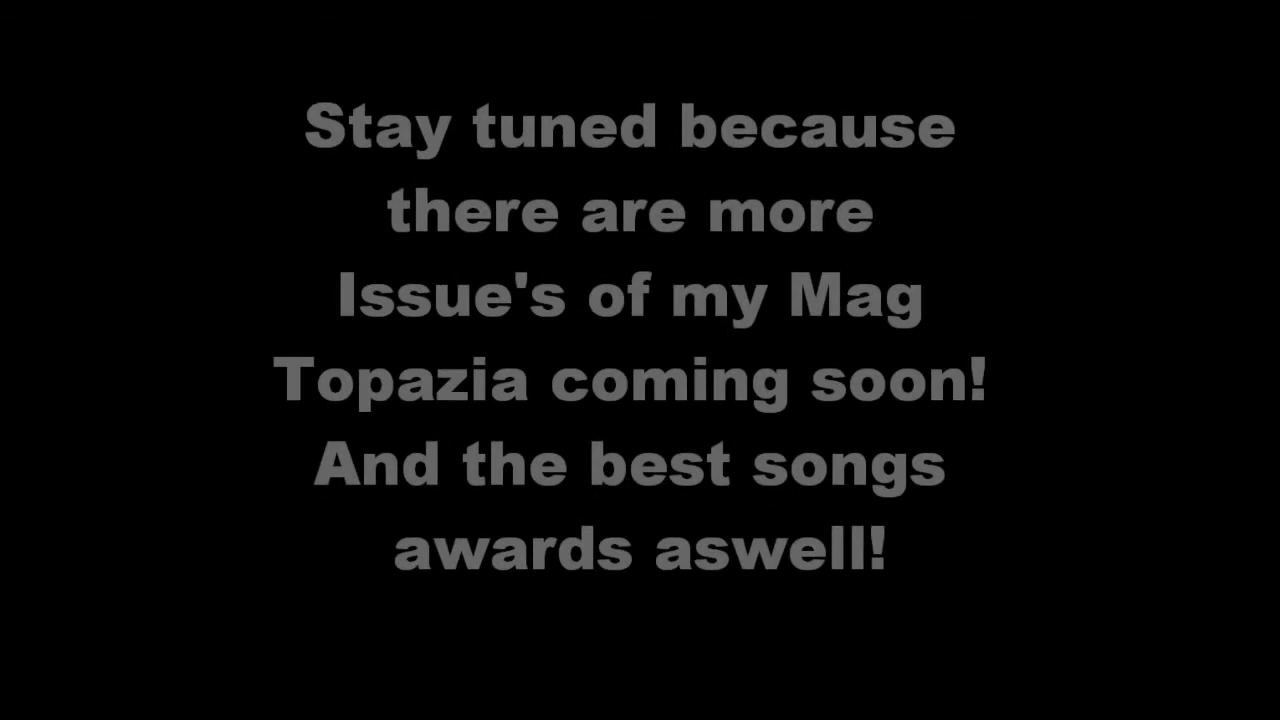 Stay tuned because
there are more
Issue's of my Mag
Topazia coming soon!
And the best songs
awards aswell!